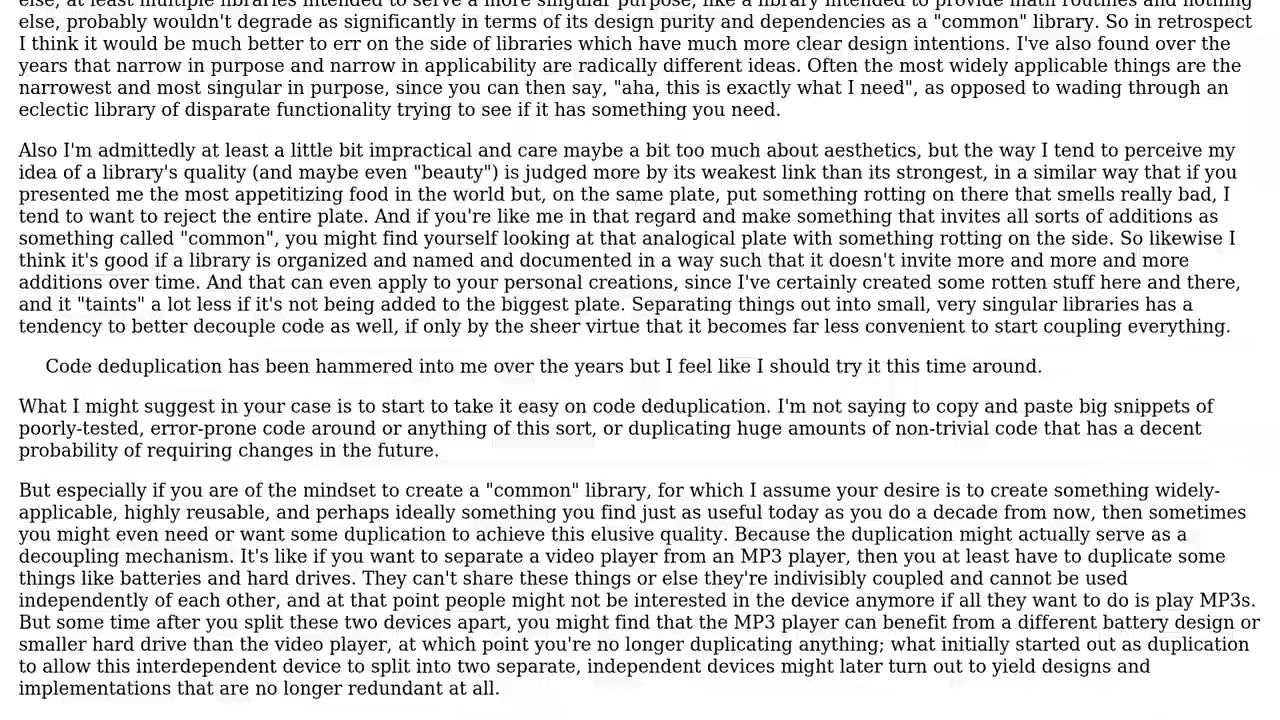 else, at least multiple libraries intended to serve a more singular purpose, like a library intended to provide math routines and nothing
else, probably wouldn't degrade as significantly in terms of its design purity and dependencies as a "common" library. So in retrospect
I think it would be much better to err on the side of libraries which have much more clear design intentions. I've also found over the
years that narrow in purpose and narrow in applicability are radically different ideas. Often the most widely applicable things are the
narrowest and most singular in purpose, since you can then say, "aha, this is exactly what I need", as opposed to wading through an
eclectic library of disparate functionality trying to see if it has something you need.
Also I'm admittedly at least a little bit impractical and care maybe a bit too much about aesthetics, but the way I tend to perceive my
idea of a library's quality (and maybe even "beauty") is judged more by its weakest link than its strongest, in a similar way that if you
presented me the most appetitizing food in the world but, on the same plate, put something rotting on there that smells really bad, I
tend to want to reject the entire plate. And if you're like me in that regard and make something that invites all sorts of additions as
something called "common", you might find yourself looking at that analogical plate with something rotting on the side. So likewise I
think it's good if a library is organized and named and documented in a way such that it doesn't invite more and more and more
additions over time. And that can even apply to your personal creations, since I've certainly created some rotten stuff here and there,
and it "taints" a lot less if it's not being added to the biggest plate. Separating things out into small, very singular libraries has a
tendency to better decouple code as well, if only by the sheer virtue that it becomes far less convenient to start coupling everything.
Code deduplication has been hammered into me over the years but I feel like I should try it this time around.
What I might suggest in your case is to start to take it easy on code deduplication. I'm not saying to copy and paste big snippets of
poorly-tested, error-prone code around or anything of this sort, or duplicating huge amounts of non-trivial code that has a decent
probability of requiring changes in the future.
But especially if you are of the mindset to create a "common" library, for which I assume your desire is to create something widely-
applicable, highly reusable, and perhaps ideally something you find just as useful today as you do a decade from now, then sometimes
you might even need or want some duplication to achieve this elusive quality. Because the duplication might actually serve as a
decoupling mechanism. It's like if you want to separate a video player from an MP3 player, then you at least have to duplicate some
things like batteries and hard drives. They can't share these things or else they're indivisibly coupled and cannot be used
independently of each other, and at that point people might not be interested in the device anymore if all they want to do is play MP3s.
But some time after you split these two devices apart, you might find that the MP3 player can benefit from a different battery design or
smaller hard drive than the video player, at which point you're no longer duplicating anything; what initially started out as duplication
to allow this interdependent device to split into two separate, independent devices might later turn out to yield designs and
implementations that are no longer redundant at all.